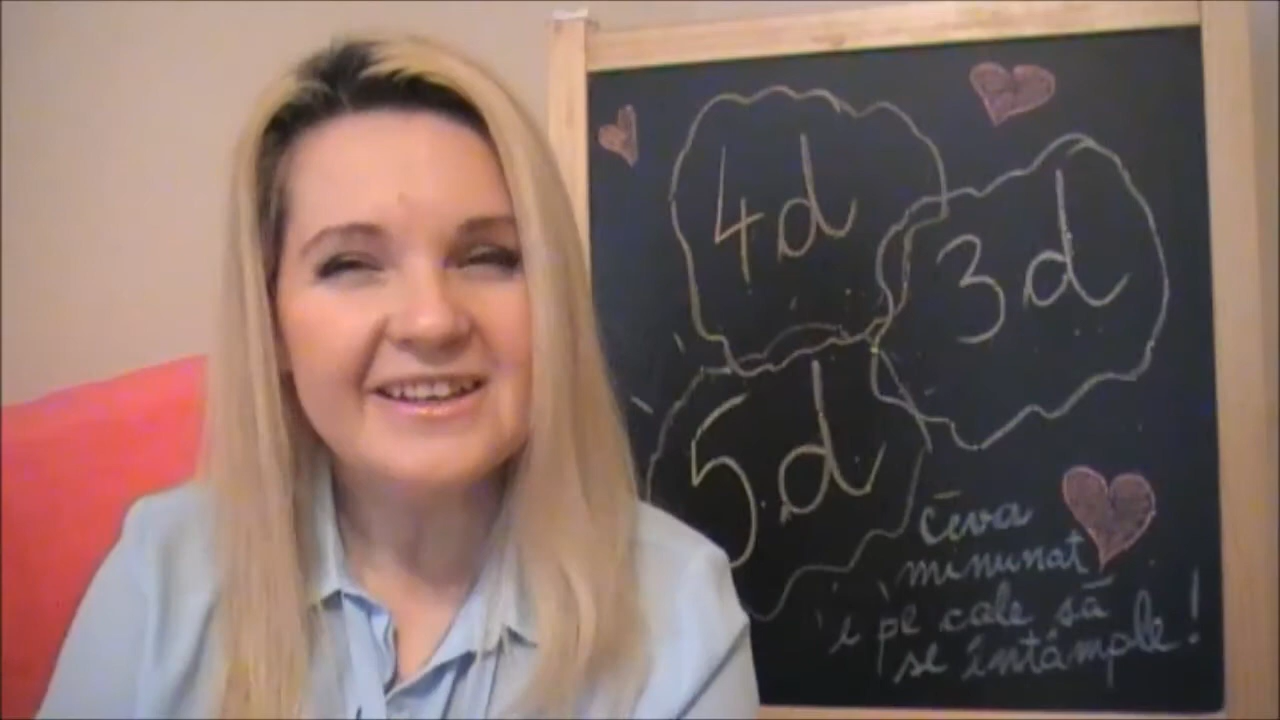 4d
3d
5d
Ceva
minunat
i pe cale să
se întâmple!